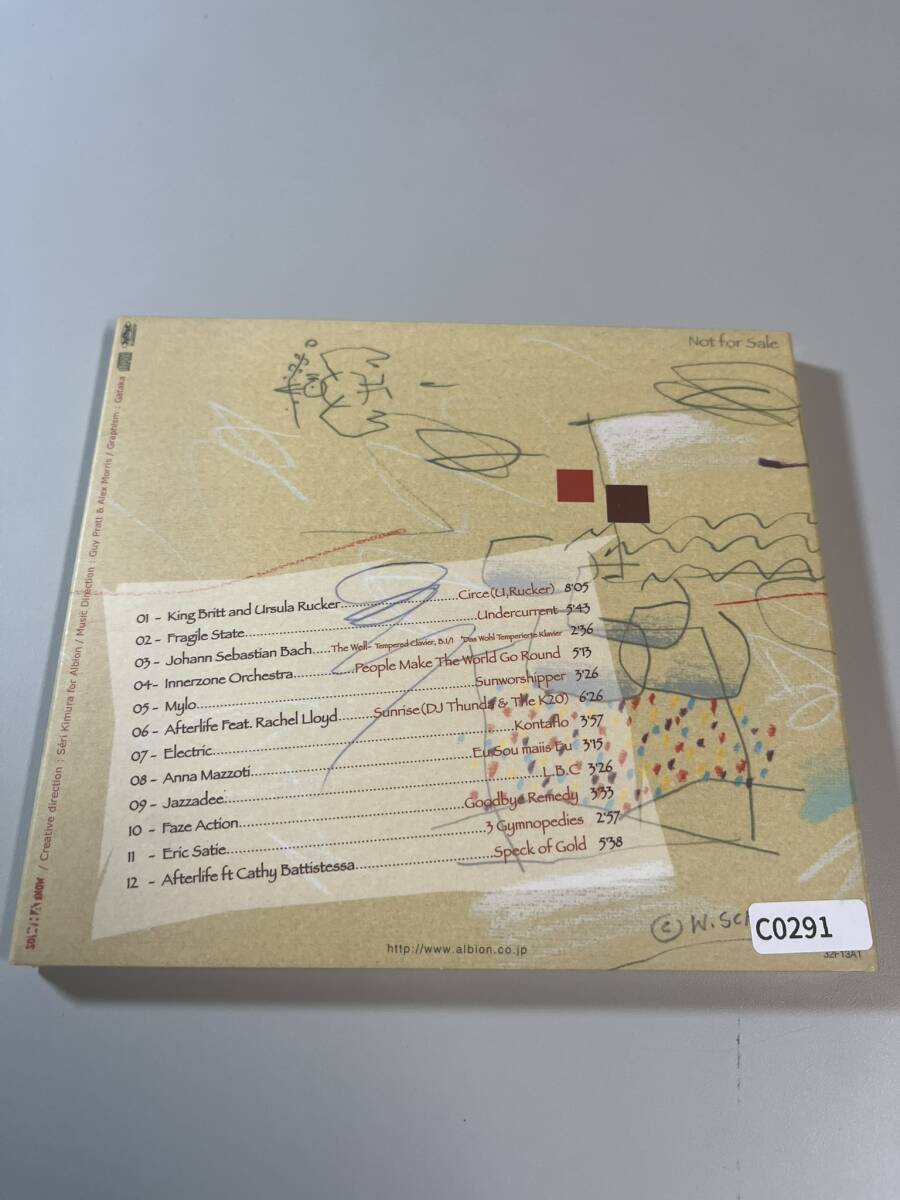 Not for Sale
01 - King Britt and Ursula Rucker..........Circe(U,Rucker) 8'05
02 - Fragile State..........Undercurrent 5'43
03 - Johann Sebastian Bach.....The Well- Tempered Clavier, B.1/1 "Das Wohl Temperierte Klavier 2'36
04- Innerzone Orchestra..........People Make The World Go Round 5'13
05 - Mylo..........Sunworshipper 3'26
06 - Afterlife Feat. Rachel Lloyd........Sunrise(DJ Thunda & The K20) 6'26
07 - Electric..........Kontaflo 3'57
08 - Anna Mazzoti..........Eu Sou maiis Eu 3'15
09 - Jazzadee..........L.B.C 3'26
10 - Faze Action..........Goodbye Remedy 3'33
11 - Eric Satie..........3 Gymnopedies 2'57
12 - Afterlife ft Cathy Battistessa..........Speck of Gold 5'38
http://www.albion.co.jp
© W.SC
C0291
32F13A1
/ Creative direction : Séri Kimura for Albion / Music Direction : Guy Pratt & Alex Morris / Graphism : Gataka